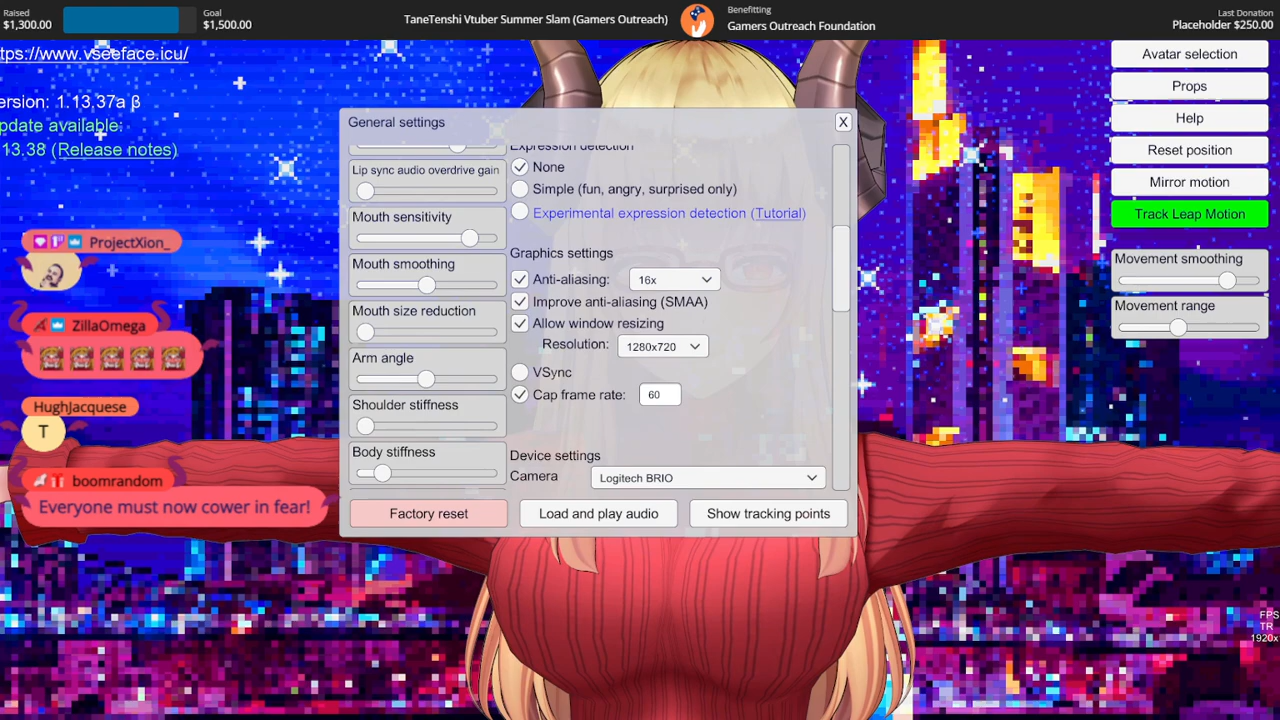 Raised
$1,300.00
Goal
$1,500.00
TaneTenshi Vtuber Summer Slam (Gamers Outreach)
Benefitting
Gamers Outreach Foundation
Last Donation
Placeholder $250.00
ttps://www.vseeface.icu/
ersion: 1.13.37a β
pdate available:
13.38 (Release notes)
ProjectXion_
ZillaOmega
HughJacquese
T
boomrandom
Everyone must now cower in fear!
General settings
X
Lip sync audio overdrive gain
Mouth sensitivity
Mouth smoothing
Mouth size reduction
Arm angle
Shoulder stiffness
Body stiffness
Expression detection
None
Simple (fun, angry, surprised only)
Experimental expression detection (Tutorial)
Graphics settings
Anti-aliasing: 16x
Improve anti-aliasing (SMAA)
Allow window resizing
Resolution: 1280x720
VSync
Cap frame rate: 60
Device settings
Camera Logitech BRIO
Factory reset
Load and play audio
Show tracking points
Avatar selection
Props
Help
Reset position
Mirror motion
Track Leap Motion
Movement smoothing
Movement range
FPS
TR
1920x